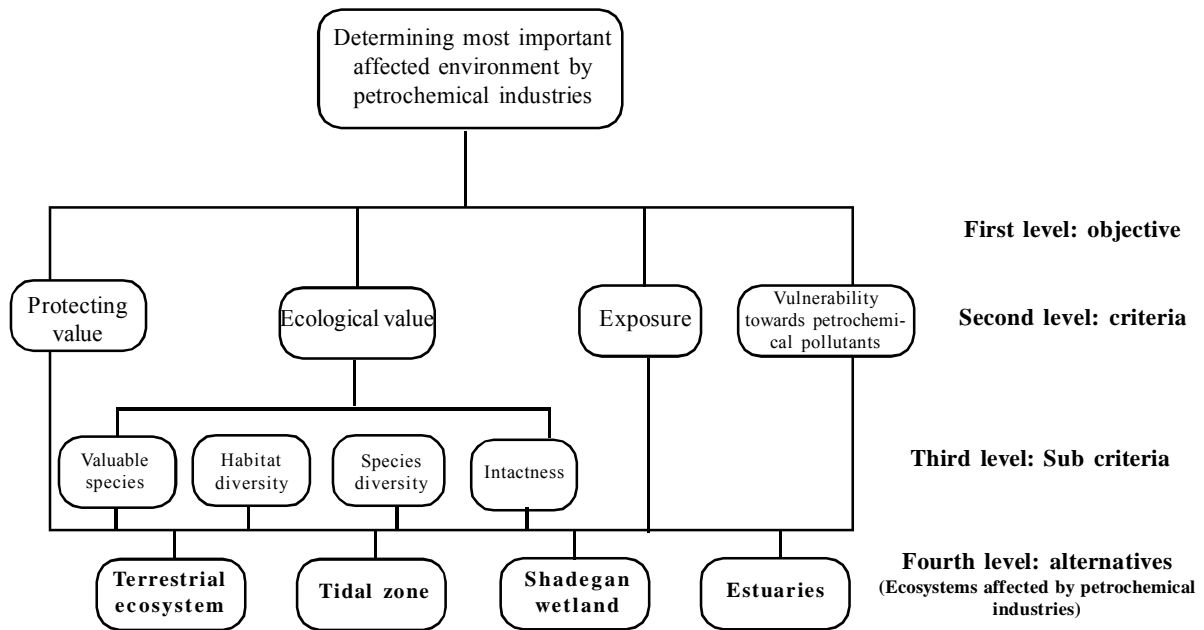 Determining most important
affected environment by
petrochemical industries
First level: objective
Protecting
value
Ecological value
Exposure
Vulnerability
towards petrochemi-
cal pollutants
Second level: criteria
Valuable
species
Habitat
diversity
Species
diversity
Intactness
Third level: Sub criteria
Terrestrial
ecosystem
Tidal zone
Shadegan
wetland
Estuaries
Fourth level: alternatives
(Ecosystems affected by petrochemical
industries)